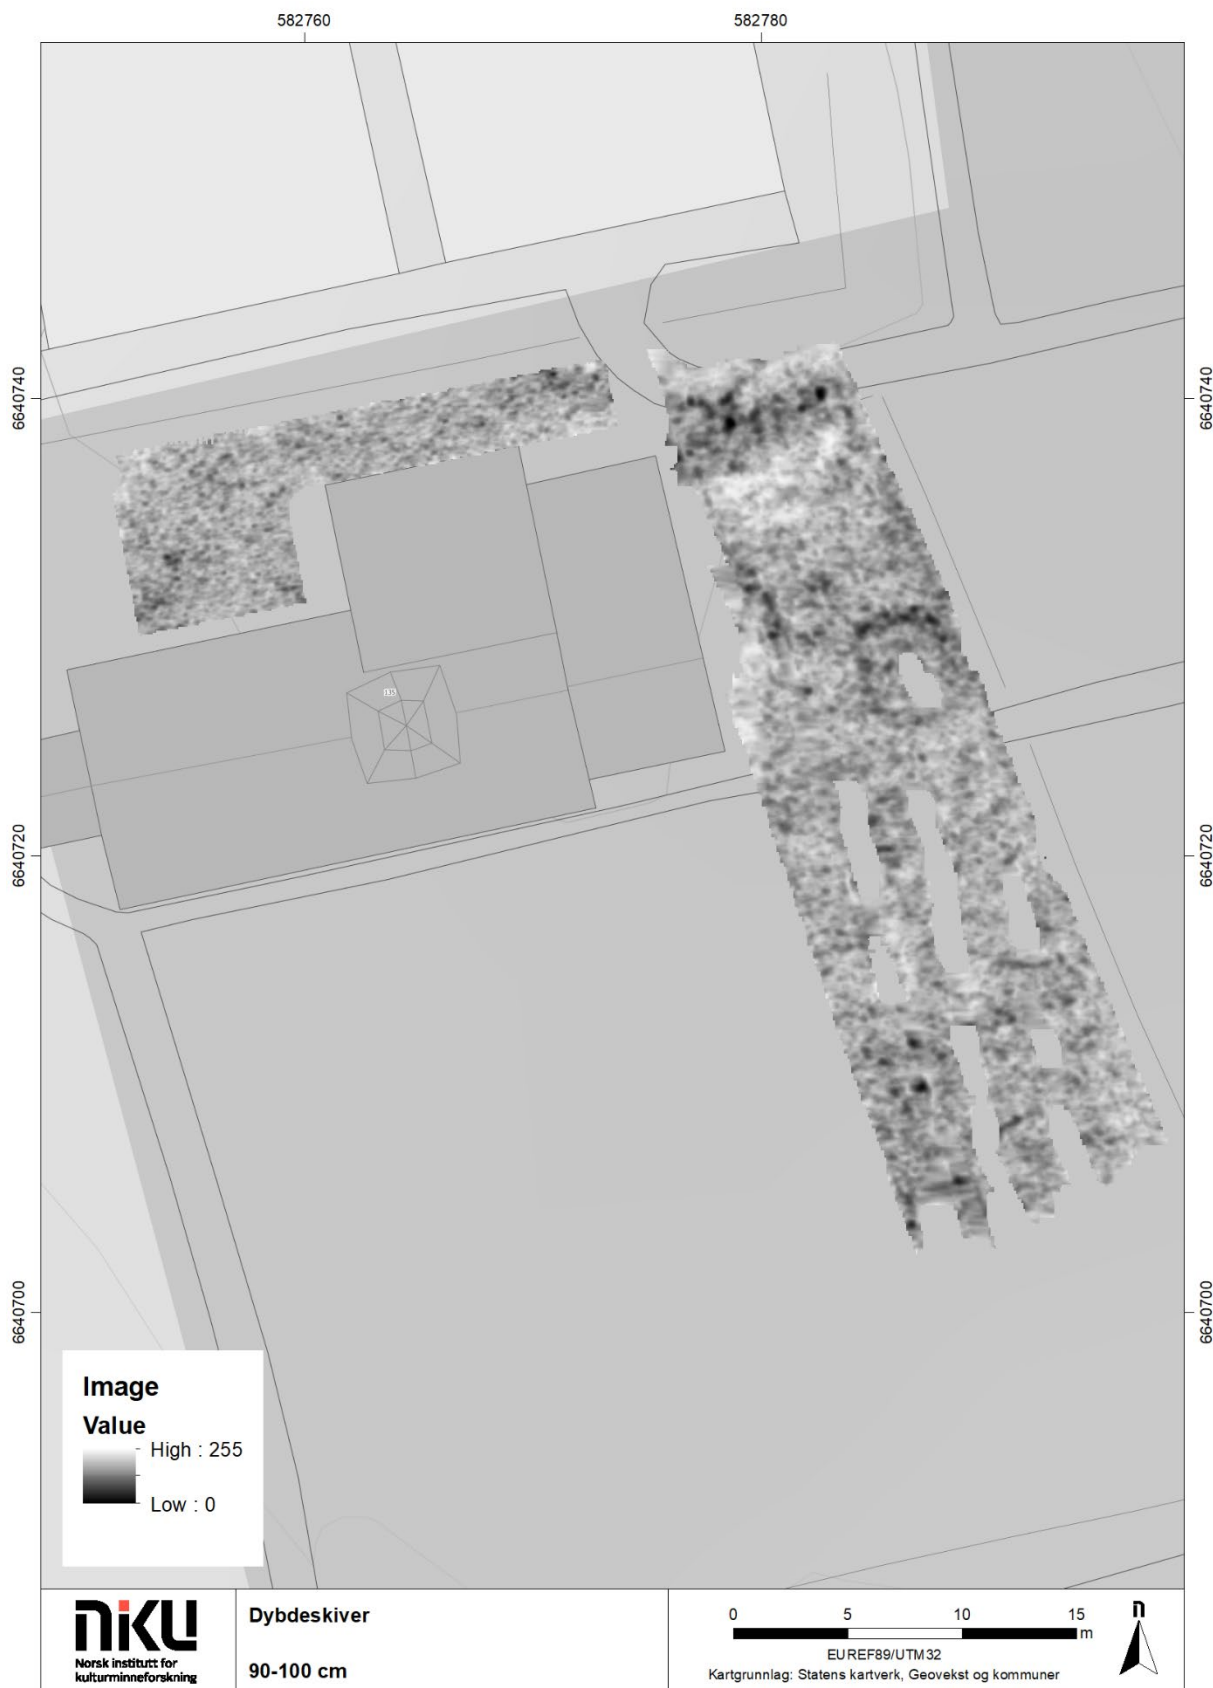 582760
582780
6640740
6640740
135
6640720
6640720
6640700
6640700
Image
Value
High : 255
Low : 0
NIKU
Norsk institutt for
kulturminneforskning
Dybdeskiver
90-100 cm
0 5 10 15
m
EUREF89/UTM32
Kartgrunnlag: Statens kartverk, Geovekst og kommuner
n